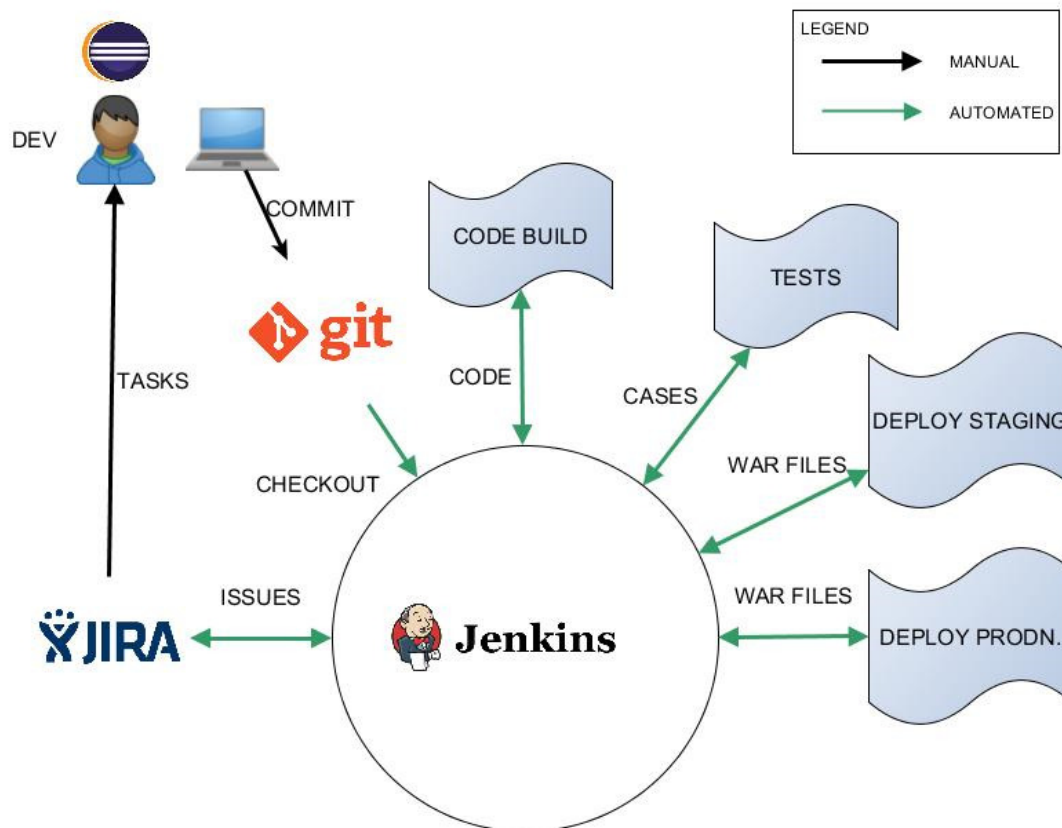 LEGEND
MANUAL
AUTOMATED
DEV
COMMIT
CODE BUILD
TESTS
git
TASKS
CODE
CASES
DEPLOY STAGING
WAR FILES
CHECKOUT
ISSUES
WAR FILES
JIRA
Jenkins
DEPLOY PRODN.